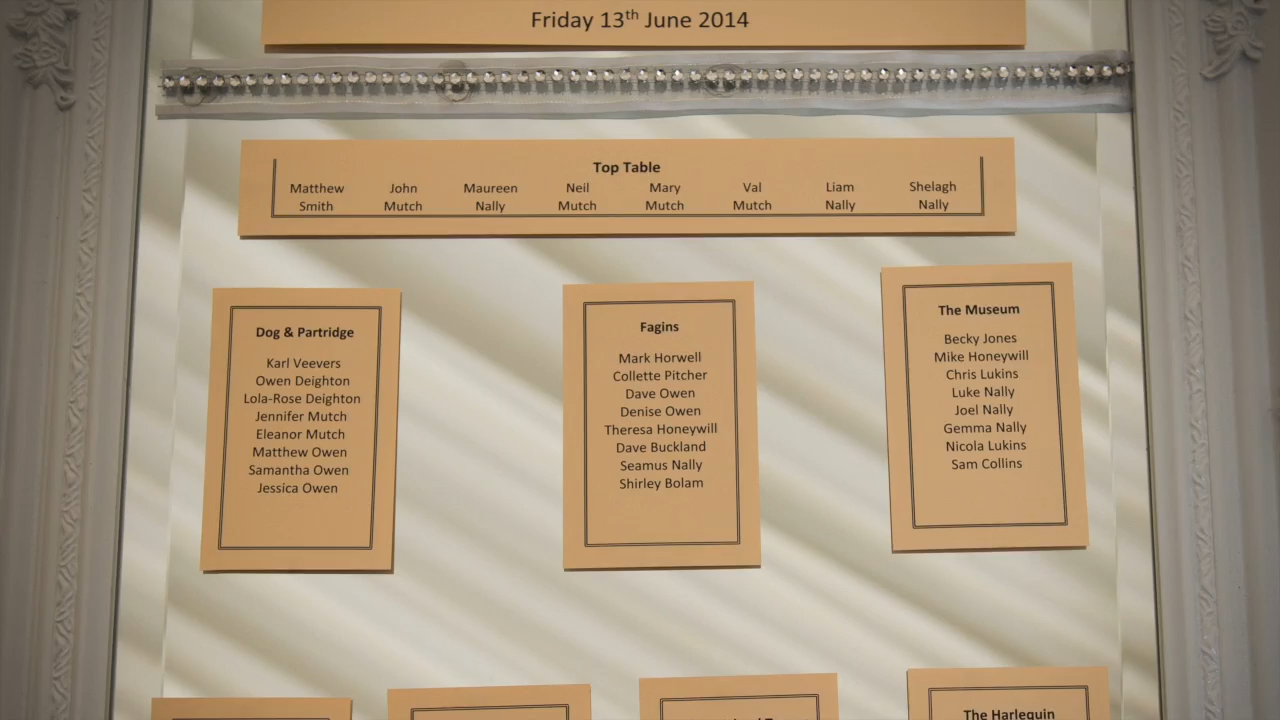 Friday 13th June 2014
Top Table
Matthew John Maureen Neil Mary Val Liam Shelagh
Smith Mutch Nally Mutch Mutch Mutch Nally Nally
Dog & Partridge
Karl Veevers
Owen Deighton
Lola-Rose Deighton
Jennifer Mutch
Eleanor Mutch
Matthew Owen
Samantha Owen
Jessica Owen
Fagins
Mark Horwell
Collette Pitcher
Dave Owen
Denise Owen
Theresa Honeywill
Dave Buckland
Seamus Nally
Shirley Bolam
The Museum
Becky Jones
Mike Honeywill
Chris Lukins
Luke Nally
Joel Nally
Gemma Nally
Nicola Lukins
Sam Collins
The Harlequin